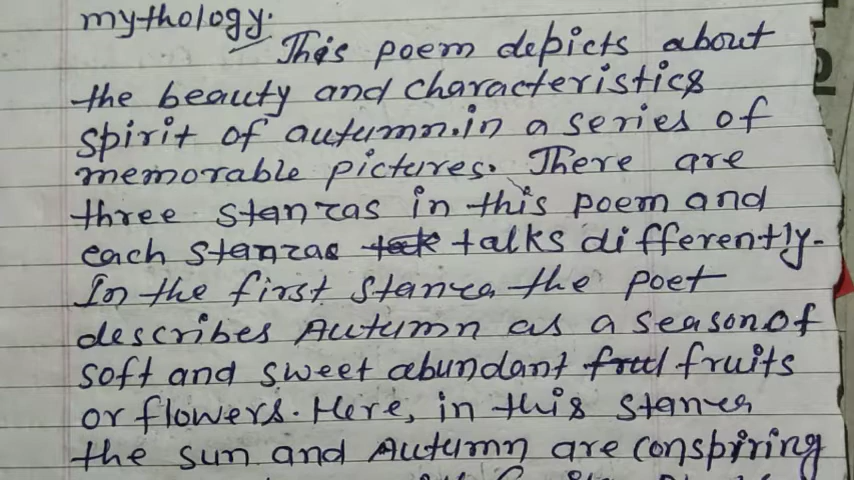 mythology.
This poem depicts about
the beauty and characteristics
spirit of autumn.in a series of
memorable pictures. There are
three stanzas in this poem and
each stanzas talks differently.
In the first stanza the poet
describes Autumn as a season of
soft and sweet abundant fruits
or flowers. Here, in this stanza
the sun and Autumn are conspiring